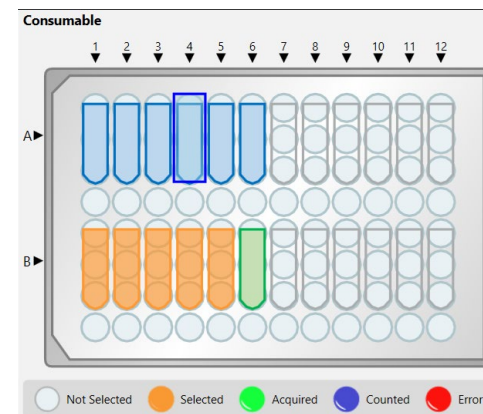 Consumable
1 2 3 4 5 6 7 8 9 10 11 12
A
B
Not Selected Selected Acquired Counted Error